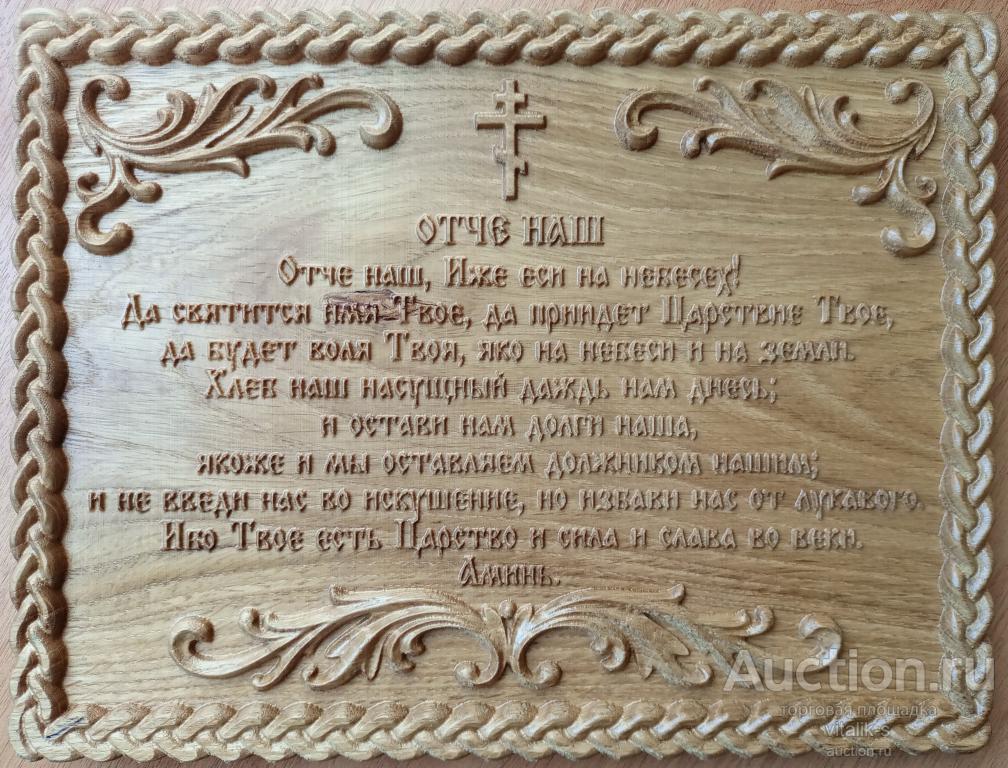 ОТЧЕ НАШ
Отче наш, Иже еси на небесех!
Да святится имя Твое, да приидет Царствие Твое,
да будет воля Твоя, яко на небеси и на земли.
Хлеб наш насущный даждь нам днесь;
и остави нам долги наша,
якоже и мы оставляем должником нашим;
и не введи нас во искушение, но избави нас от лукавого.
Ибо Твое есть Царство и сила и слава во веки.
Аминь.
Auction.ru
торговая площадка
vitalik-s
auction.ru